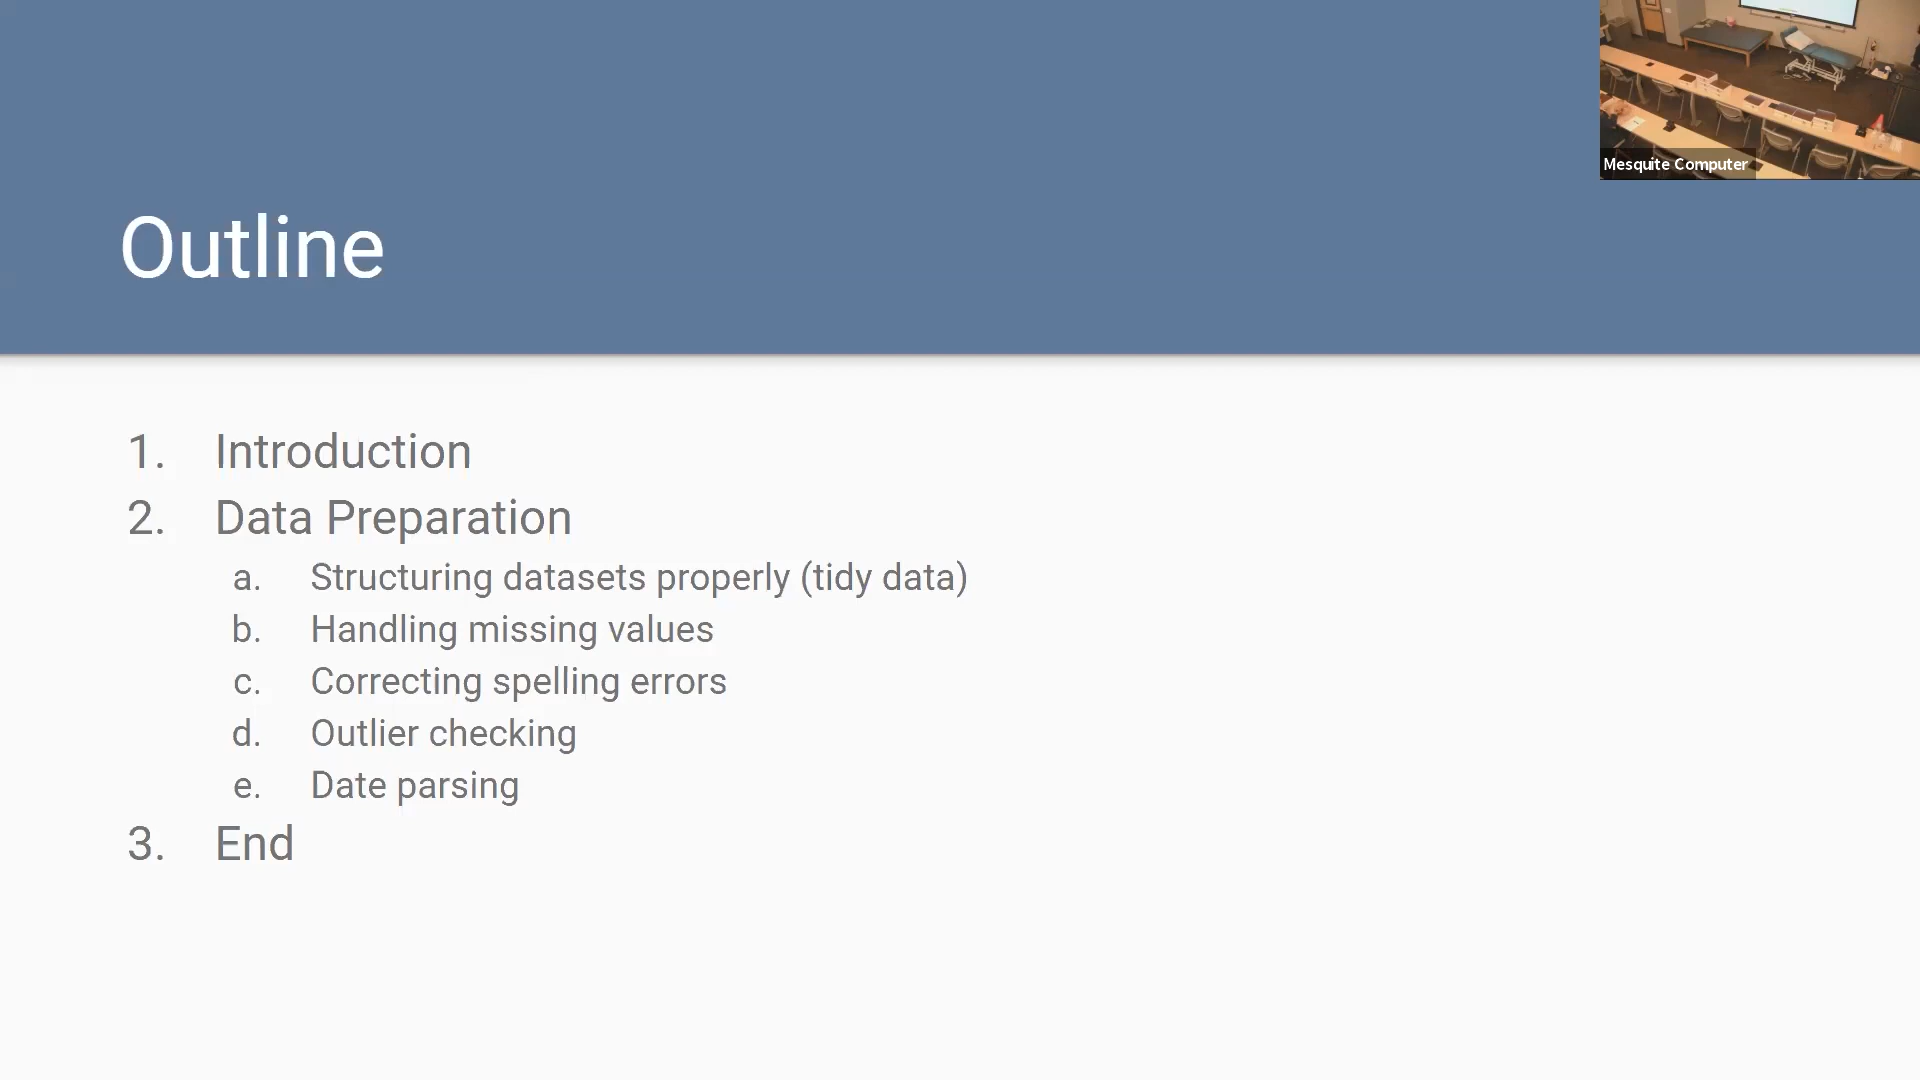 Mesquite Computer
Outline
1. Introduction
2. Data Preparation
a. Structuring datasets properly (tidy data)
b. Handling missing values
c. Correcting spelling errors
d. Outlier checking
e. Date parsing
3. End